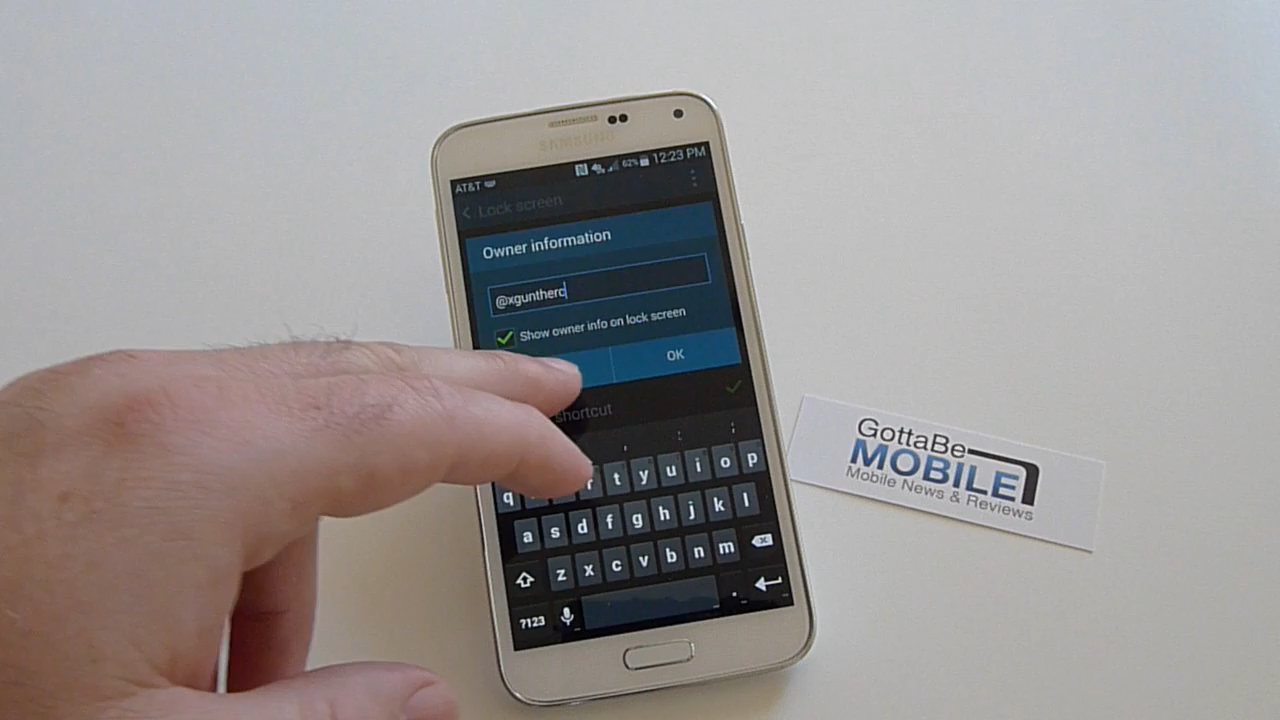 SAMSUNG
AT&T 62% 12:23 PM
Lock screen
Owner information
@xguntherc
Show owner info on lock screen
OK
shortcut
, : ;
q r t y u i o p
a s d f g h j k l
z x c v b n m
?123 .
GottaBe
MOBILE
Mobile News & Reviews